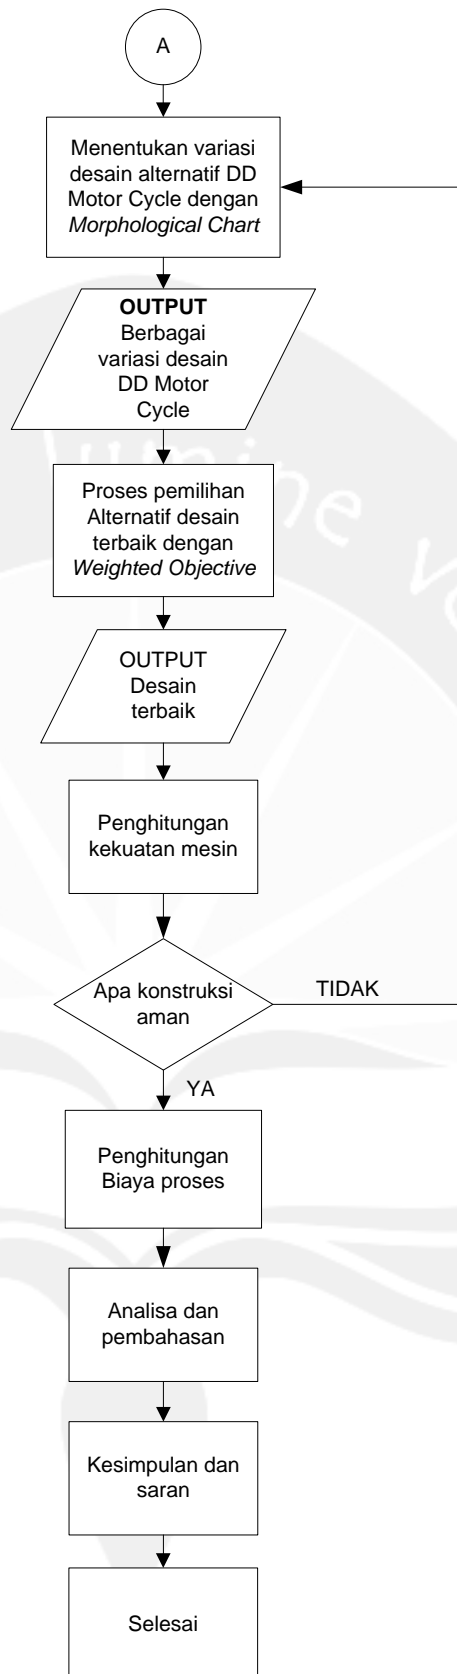 A
Menentukan variasi
desain alternatif DD
Motor Cycle dengan
Morphological Chart
OUTPUT
Berbagai
variasi desain
DD Motor
Cycle
lumine ve
Proses pemilihan
Alternatif desain
terbaik dengan
Weighted Objective
OUTPUT
Desain
terbaik
Penghitungan
kekuatan mesin
Apa konstruksi
aman
TIDAK
YA
Penghitungan
Biaya proses
Analisa dan
pembahasan
Kesimpulan dan
saran
Selesai